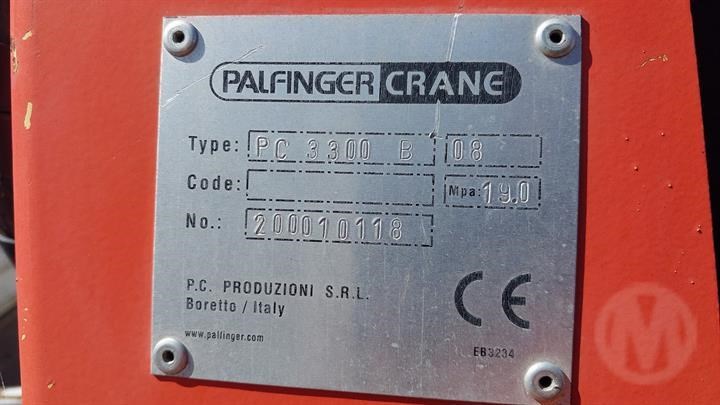 PALFINGER CRANE
Type: PC 3300 B 08
Code: Mpa: 19.0
No.: 200010118
P.C. PRODUZIONI S.R.L.
Boretto / Italy
CE
www.palfinger.com
EB3234
M